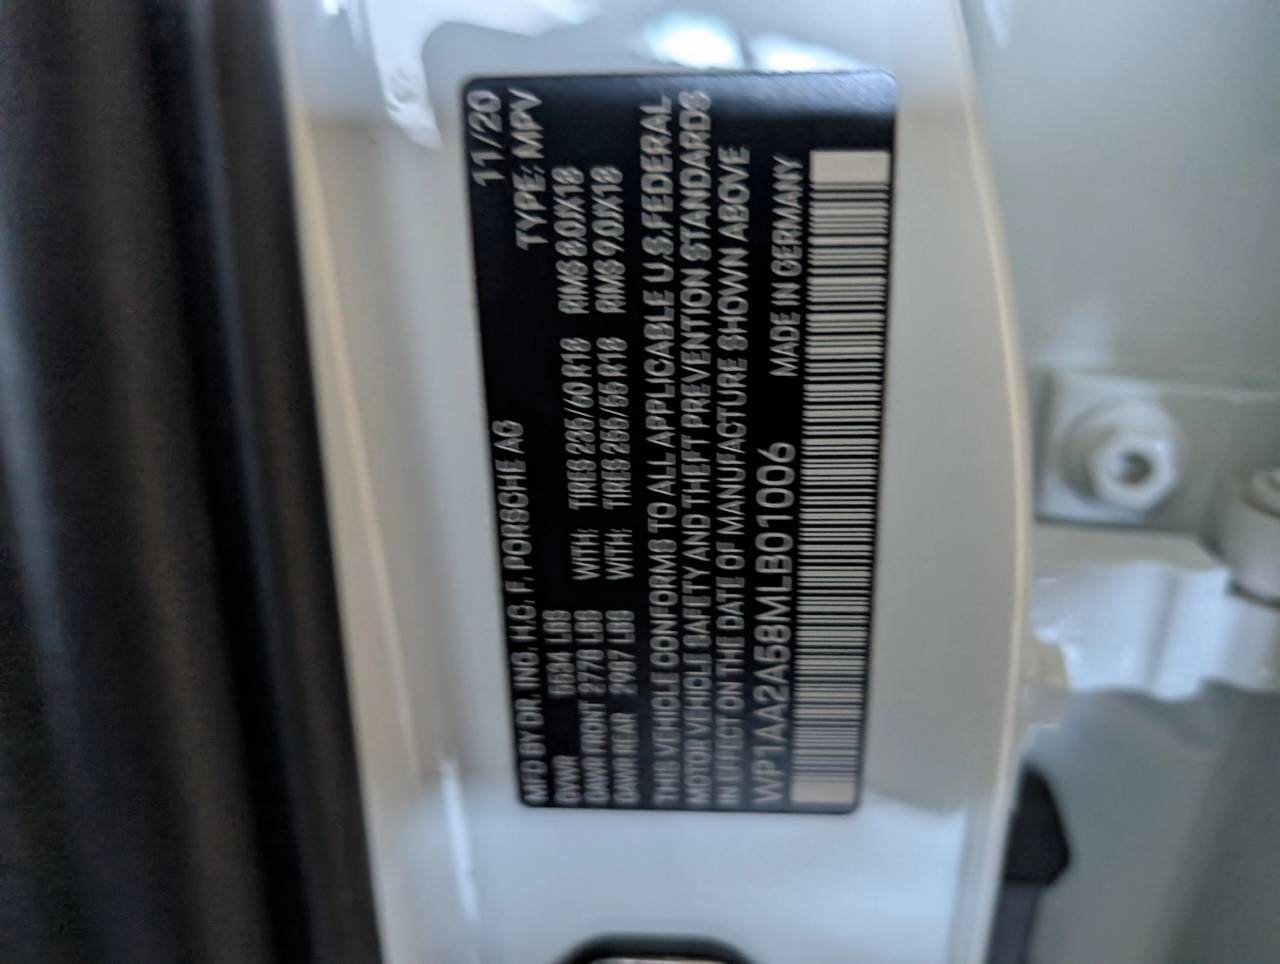 MFD BY DR. ING. H.C. F. PORSCHE AG 11/20
TYPE: MPV
GVWR 5534 LBS
GAWR FRONT 2778 LBS WITH: TIRES 235/60 R18 RIMS 8.0JX18
GAWR REAR 2987 LBS WITH: TIRES 255/55 R18 RIMS 9.0JX18
THIS VEHICLE CONFORMS TO ALL APPLICABLE U.S.FEDERAL
MOTOR VEHICLE SAFETY AND THEFT PREVENTION STANDARDS
IN EFFECT ON THE DATE OF MANUFACTURE SHOWN ABOVE
WP1AA2A58MLB01006 MADE IN GERMANY